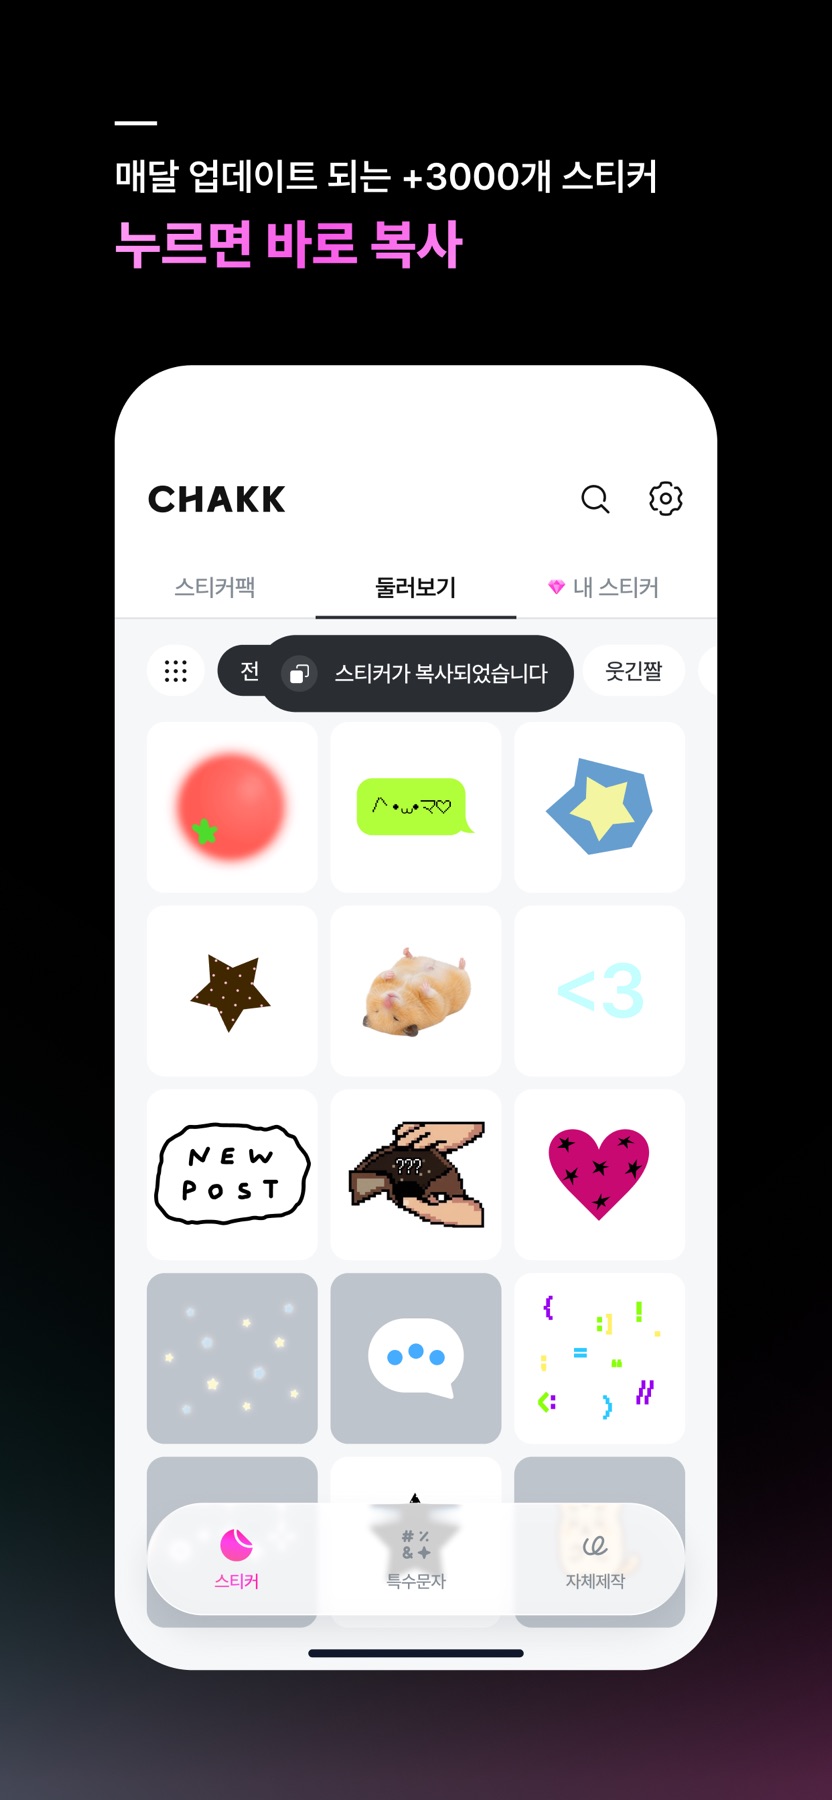 매달 업데이트 되는 +3000개 스티커
누르면 바로 복사
CHAKK
스티커팩 둘러보기 내 스티커
전 스티커가 복사되었습니다 웃긴짤
<3
NEW
POST
???
# %
& ✦
스티커 특수문자 자체제작